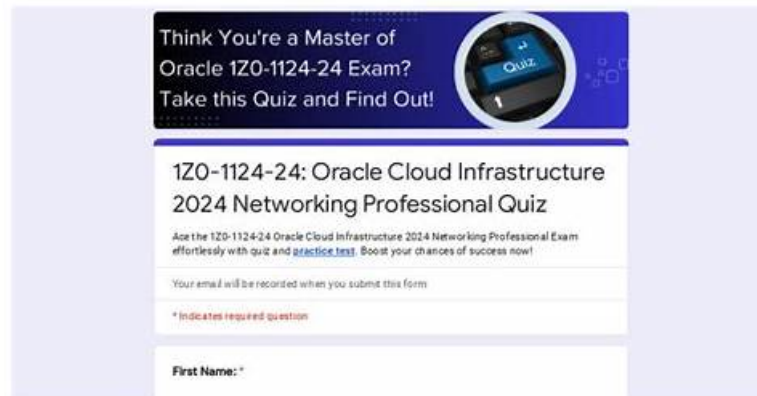 Think You're a Master of
Oracle 1Z0-1124-24 Exam?
Take this Quiz and Find Out!
Quiz
1Z0-1124-24: Oracle Cloud Infrastructure
2024 Networking Professional Quiz
Ace the 1Z0-1124-24 Oracle Cloud Infrastructure 2024 Networking Professional Exam
effortlessly with quiz and practice test. Boost your chances of success now!
Your email will be recorded when you submit this form
* Indicates required question
First Name: *